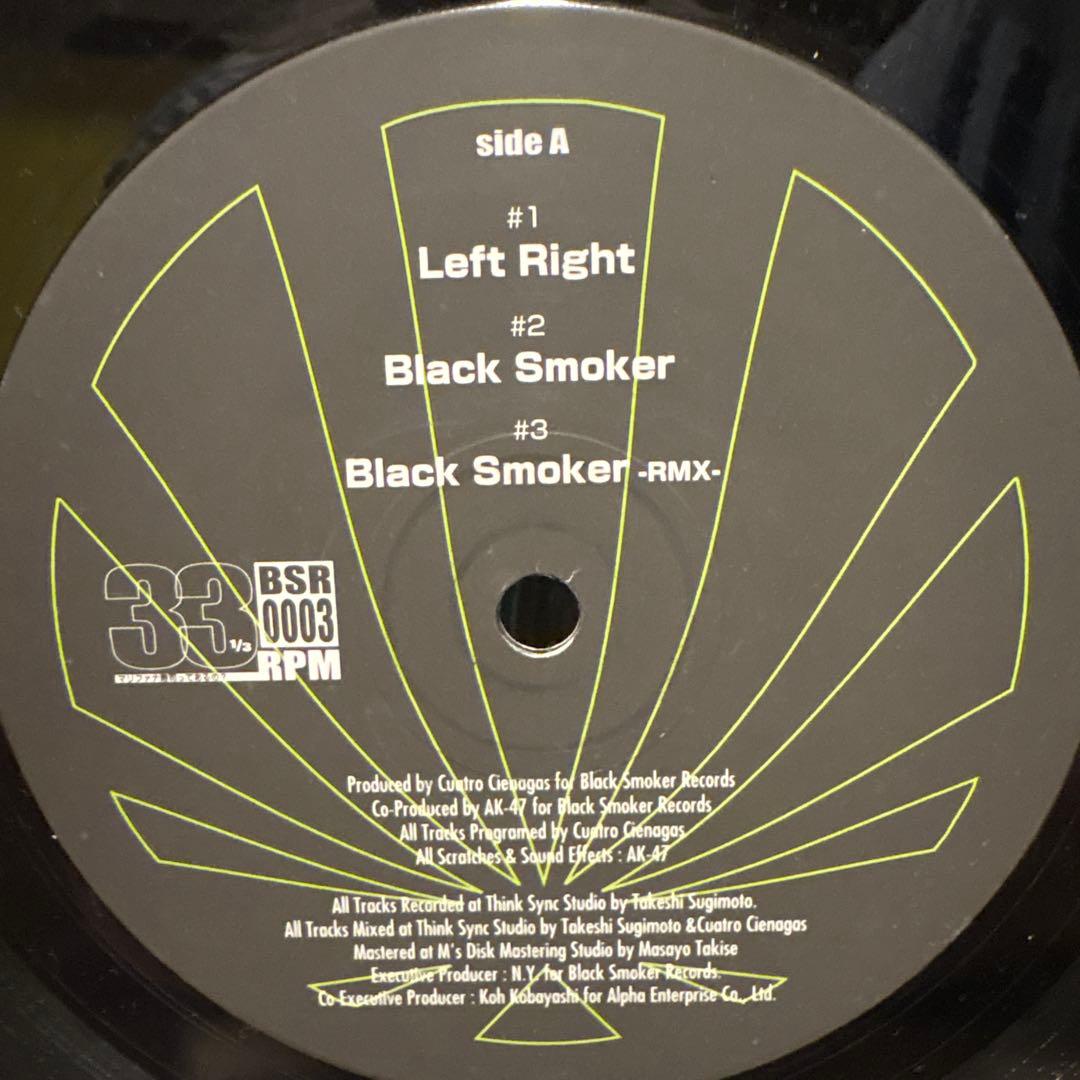 side A
#1
Left Right
#2
Black Smoker
#3
Black Smoker -RMX-
33 1/3
BSR
0003
RPM
Produced by Cuatro Cienagas for Black Smoker Records
Co-Produced by AK-47 for Black Smoker Records
All Tracks Programed by Cuatro Cienagas
All Scratches & Sound Effects : AK-47
All Tracks Recorded at Think Sync Studio by Takeshi Sugimoto.
All Tracks Mixed at Think Sync Studio by Takeshi Sugimoto &Cuatro Cienagas
Mastered at M's Disk Mastering Studio by Masayo Takise
Executive Producer : N.Y. for Black Smoker Records.
Co Executive Producer : Koh Kobayashi for Alpha Enterprise Co., Ltd.